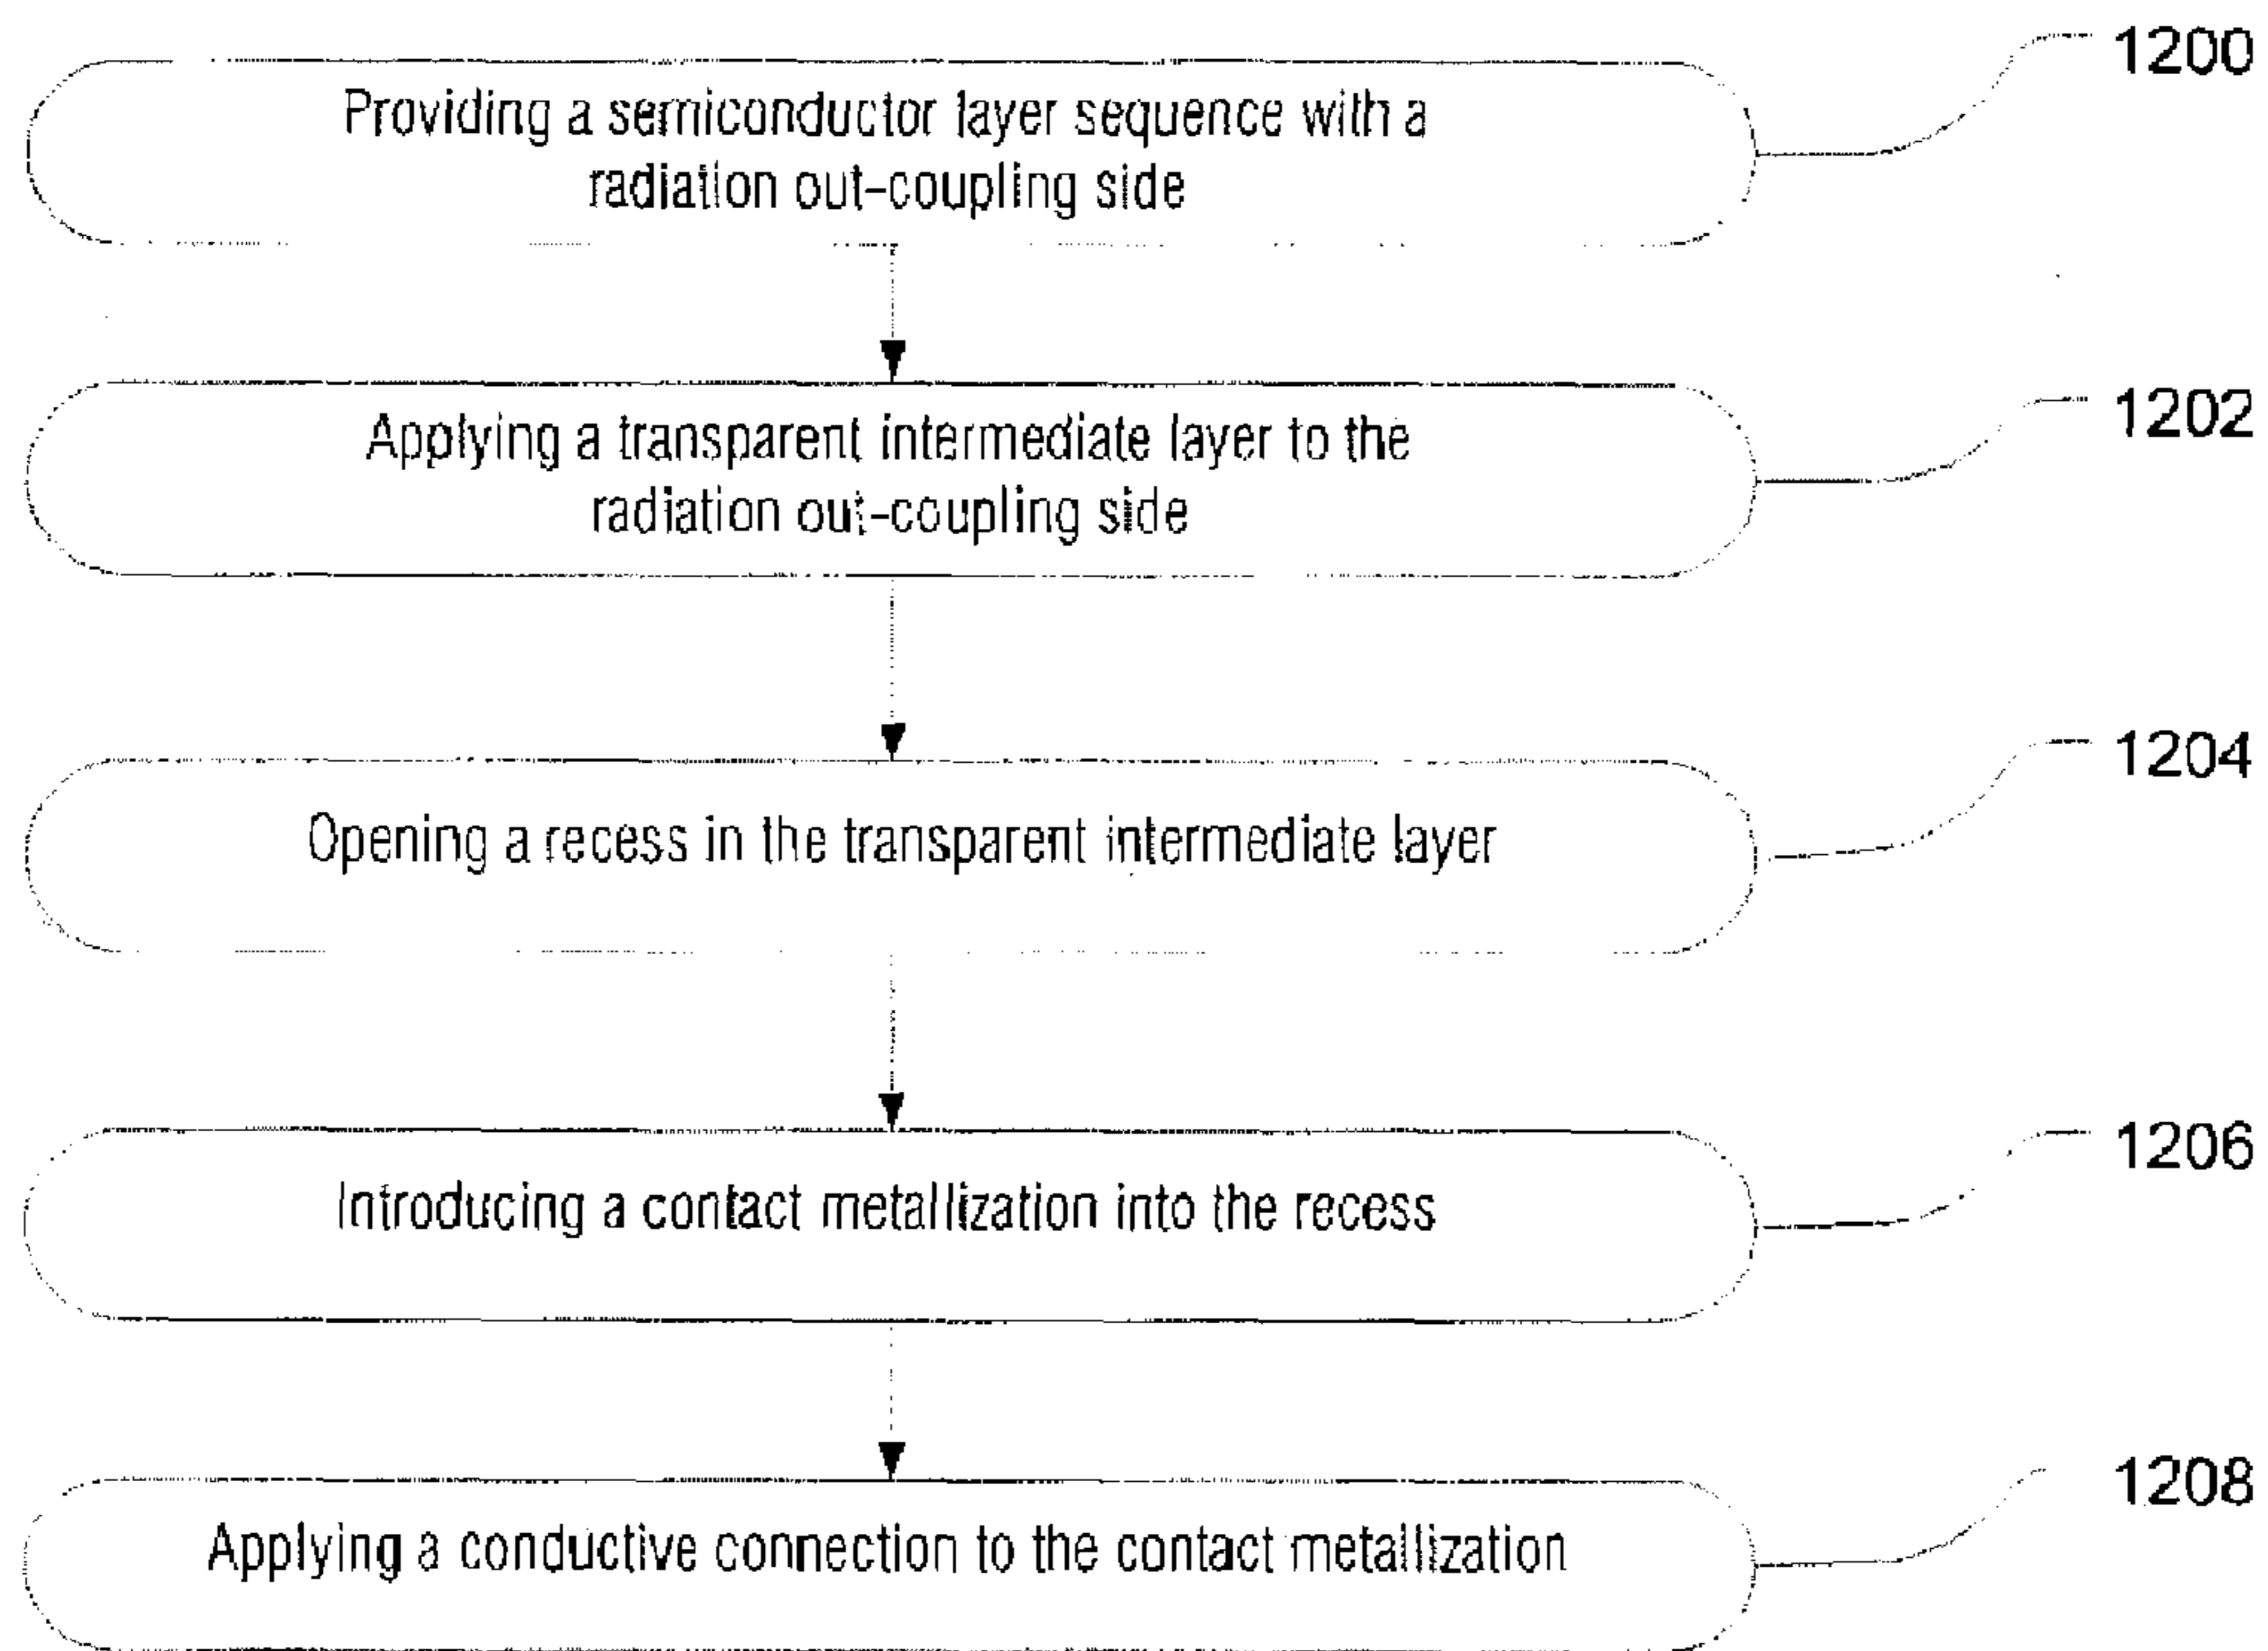 1200
Providing a semiconductor layer sequence with a
radiation out-coupling side
1202
Applying a transparent intermediate layer to the
radiation out-coupling side
1204
Opening a recess in the transparent intermediate layer
1206
Introducing a contact metallization into the recess
1208
Applying a conductive connection to the contact metallization